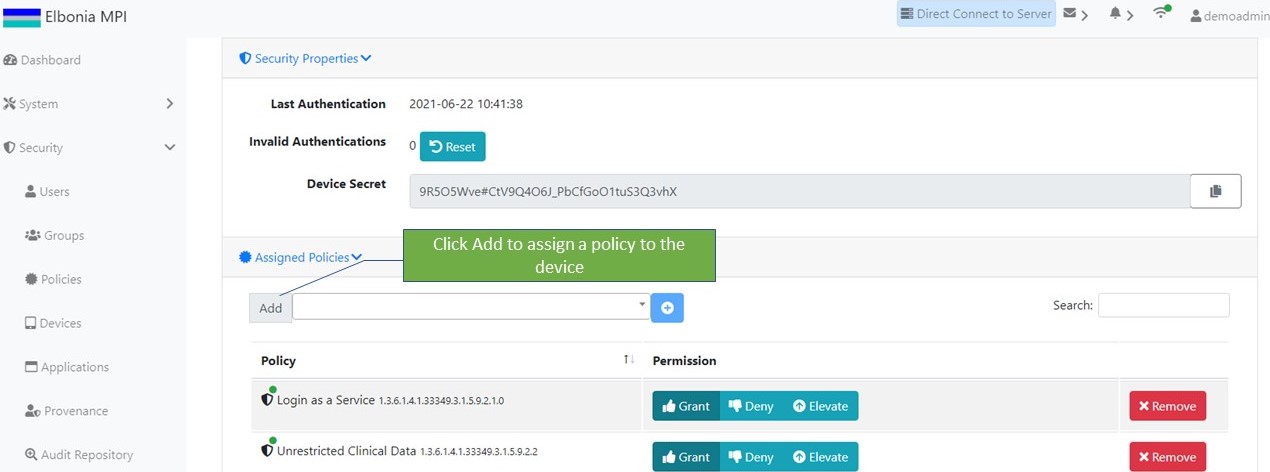 Elbonia MPI
Direct Connect to Server
demoadmin
Dashboard
System
Security
Users
Groups
Policies
Devices
Applications
Provenance
Audit Repository
Security Properties
Last Authentication 2021-06-22 10:41:38
Invalid Authentications 0 Reset
Device Secret 9R5O5Wve#CtV9Q4O6J_PbCfGoO1tuS3Q3vhX
Assigned Policies
Click Add to assign a policy to the
device
Add
Search:
Policy Permission
Login as a Service 1.3.6.1.4.1.33349.3.1.5.9.2.1.0 Grant Deny Elevate Remove
Unrestricted Clinical Data 1.3.6.1.4.1.33349.3.1.5.9.2.2 Grant Deny Elevate Remove